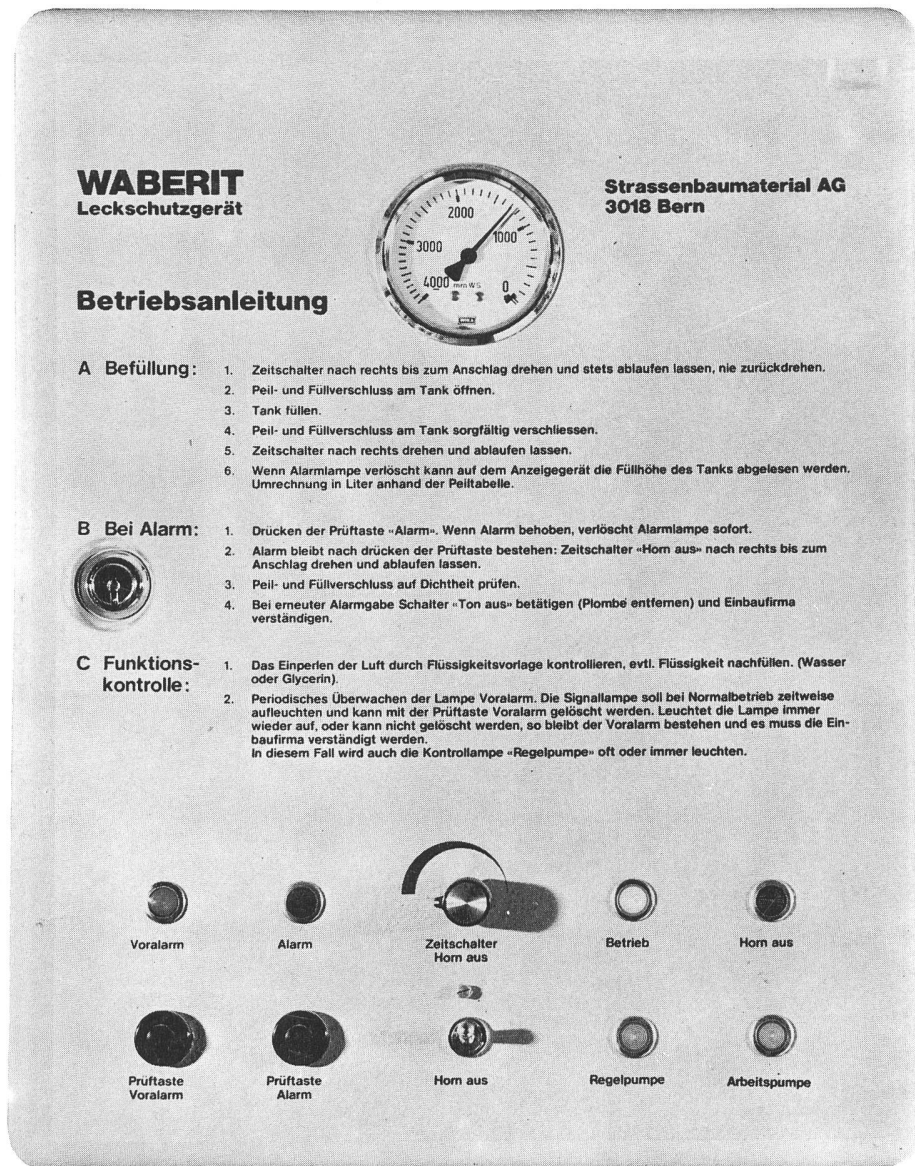 WABERIT
Leckschutzgerät
Strassenbaumaterial AG
3018 Bern
2000
1000
3000
4000
mm WS
0
Betriebsanleitung
A Befüllung:
1. Zeitschalter nach rechts bis zum Anschlag drehen und stets ablaufen lassen, nie zurückdrehen.
2. Peil- und Füllverschluss am Tank öffnen.
3. Tank füllen.
4. Peil- und Füllverschluss am Tank sorgfältig verschliessen.
5. Zeitschalter nach rechts drehen und ablaufen lassen.
6. Wenn Alarmlampe verlöscht kann auf dem Anzeigegerät die Füllhöhe des Tanks abgelesen werden.
Umrechnung in Liter anhand der Peiltabelle.
B Bei Alarm:
1. Drücken der Prüftaste «Alarm». Wenn Alarm behoben, verlöscht Alarmlampe sofort.
2. Alarm bleibt nach drücken der Prüftaste bestehen: Zeitschalter «Horn aus» nach rechts bis zum
Anschlag drehen und ablaufen lassen.
3. Peil- und Füllverschluss auf Dichtheit prüfen.
4. Bei erneuter Alarmgabe Schalter «Ton aus» betätigen (Plombe entfernen) und Einbaufirma
verständigen.
C Funktions-
kontrolle:
1. Das Einperlen der Luft durch Flüssigkeitsvorlage kontrollieren, evtl. Flüssigkeit nachfüllen. (Wasser
oder Glycerin).
2. Periodisches Überwachen der Lampe Voralarm. Die Signallampe soll bei Normalbetrieb zeitweise
aufleuchten und kann mit der Prüftaste Voralarm gelöscht werden. Leuchtet die Lampe immer
wieder auf, oder kann nicht gelöscht werden, so bleibt der Voralarm bestehen und es muss die Ein-
baufirma verständigt werden.
In diesem Fall wird auch die Kontrollampe «Regelpumpe» oft oder immer leuchten.
Voralarm
Alarm
Zeitschalter
Horn aus
Betrieb
Horn aus
Prüftaste
Voralarm
Prüftaste
Alarm
Horn aus
Regelpumpe
Arbeitspumpe